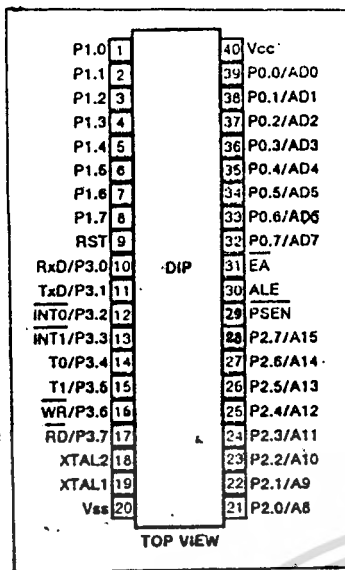 P1.0 1 40 Vcc
P1.1 2 39 P0.0/AD0
P1.2 3 38 P0.1/AD1
P1.3 4 37 P0.2/AD2
P1.4 5 36 P0.3/AD3
P1.5 6 35 P0.4/AD4
P1.6 7 34 P0.5/AD5
P1.7 8 33 P0.6/AD6
RST 9 32 P0.7/AD7
RxD/P3.0 10 DIP 31 E̅A̅
TxD/P3.1 11 30 ALE
I̅N̅T̅0̅/P3.2 12 29 P̅S̅E̅N̅
I̅N̅T̅1̅/P3.3 13 28 P2.7/A15
T0/P3.4 14 27 P2.6/A14
T1/P3.5 15 26 P2.5/A13
W̅R̅/P3.6 16 25 P2.4/A12
R̅D̅/P3.7 17 24 P2.3/A11
XTAL2 18 23 P2.2/A10
XTAL1 19 22 P2.1/A9
Vss 20 21 P2.0/A8
TOP VIEW